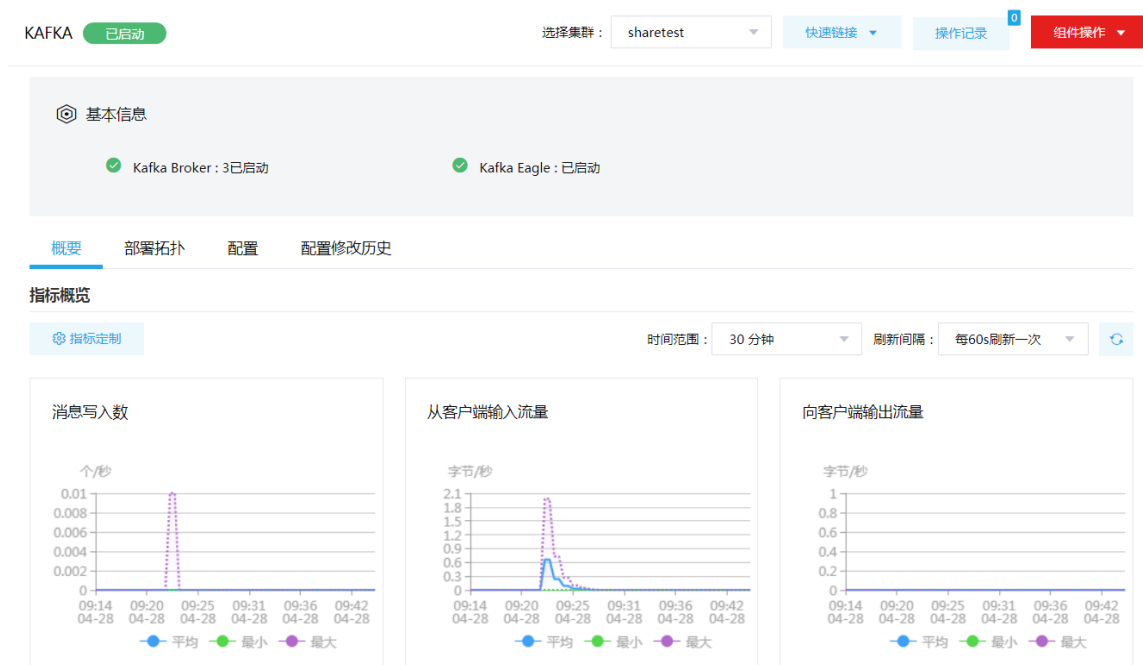 KAFKA 已启动 选择集群： sharetest 快速链接 操作记录 0 组件操作
基本信息
Kafka Broker : 3已启动 Kafka Eagle : 已启动
概要 部署拓扑 配置 配置修改历史
指标概览
指标定制 时间范围： 30 分钟 刷新间隔： 每60s刷新一次
消息写入数
个/秒
0.01
0.008
0.006
0.004
0.002
0
09:14 09:20 09:25 09:31 09:36 09:42
04-28 04-28 04-28 04-28 04-28 04-28
平均 最小 最大
从客户端输入流量
字节/秒
2.1
1.8
1.5
1.2
0.9
0.6
0.3
0
09:14 09:20 09:25 09:31 09:36 09:42
04-28 04-28 04-28 04-28 04-28 04-28
平均 最小 最大
向客户端输出流量
字节/秒
1
0.8
0.6
0.4
0.2
0
09:14 09:20 09:25 09:31 09:36 09:42
04-28 04-28 04-28 04-28 04-28 04-28
平均 最小 最大